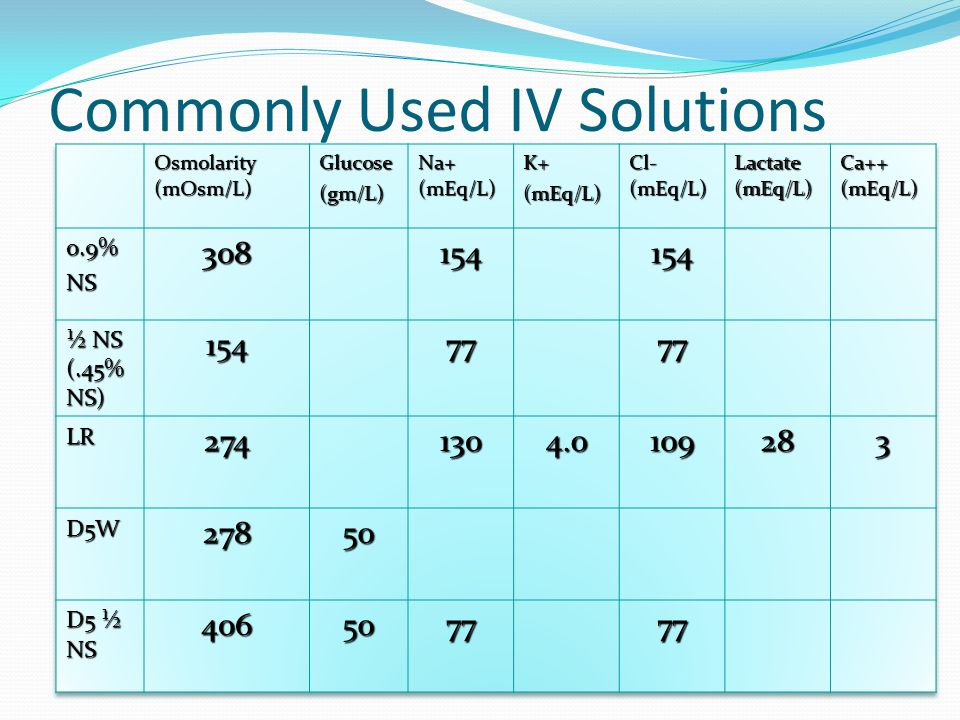 Commonly Used IV Solutions
Osmolarity (mOsm/L) Glucose (gm/L) Na+ (mEq/L) K+ (mEq/L) Cl- (mEq/L) Lactate (mEq/L) Ca++ (mEq/L)
0.9% NS 308 154 154
½ NS (.45% NS) 154 77 77
LR 274 130 4.0 109 28 3
D5W 278 50
D5 ½ NS 406 50 77 77